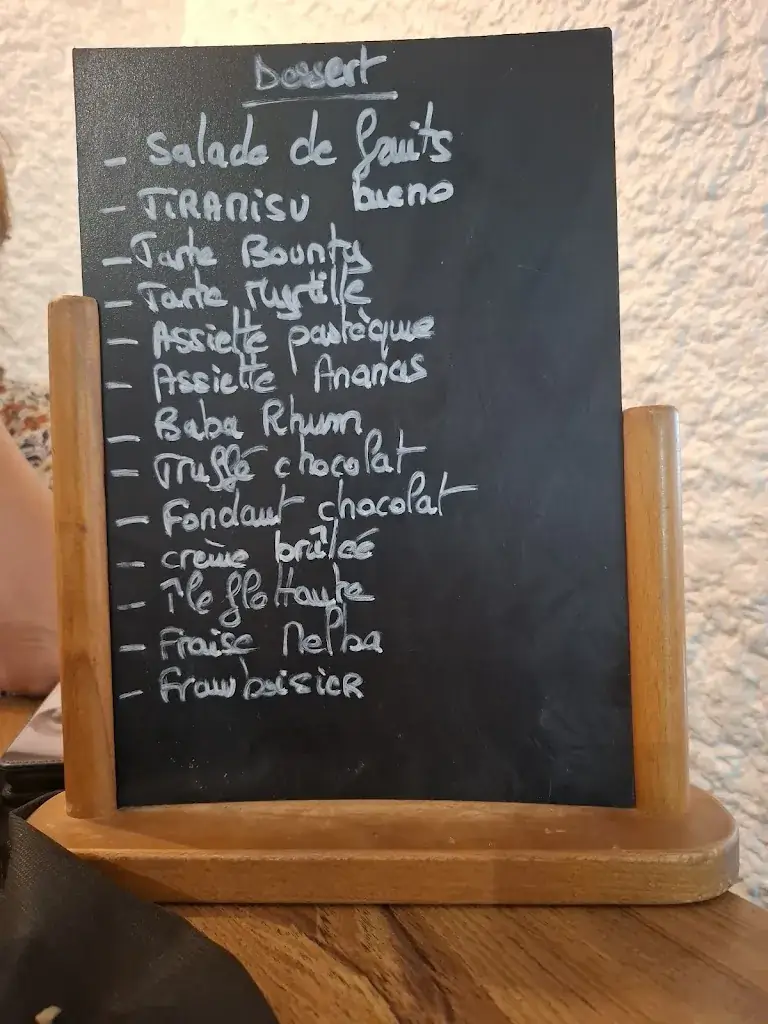 Dessert
- Salade de fruits
- TIRAMISU bueno
- Tarte Bounty
- Tarte Myrtille
- Assiette pastèque
- Assiette Ananas
- Baba Rhum
- Truffé chocolat
- Fondant chocolat
- crème brûlée
- île flottante
- Fraise Melba
- Framboisier